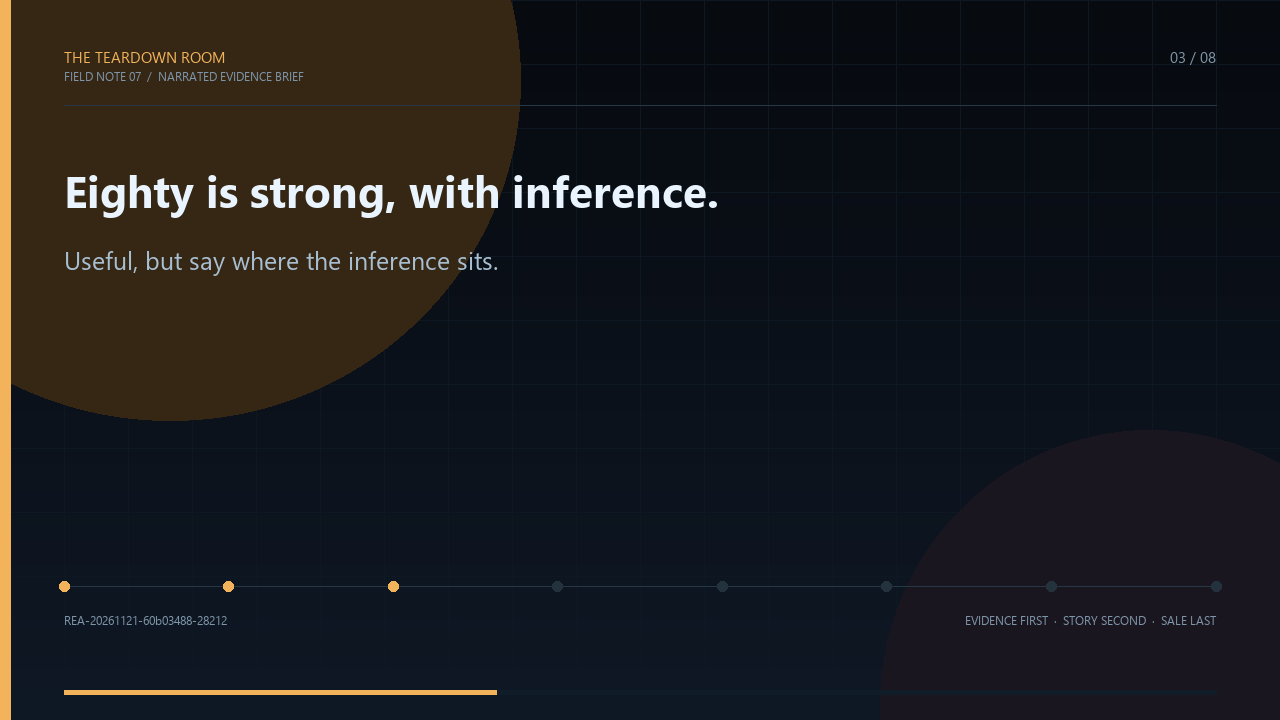 THE TEARDOWN ROOM
FIELD NOTE 07 / NARRATED EVIDENCE BRIEF
03 / 08
Eighty is strong, with inference.
Useful, but say where the inference sits.
REA-20261121-60b03488-28212
EVIDENCE FIRST · STORY SECOND · SALE LAST